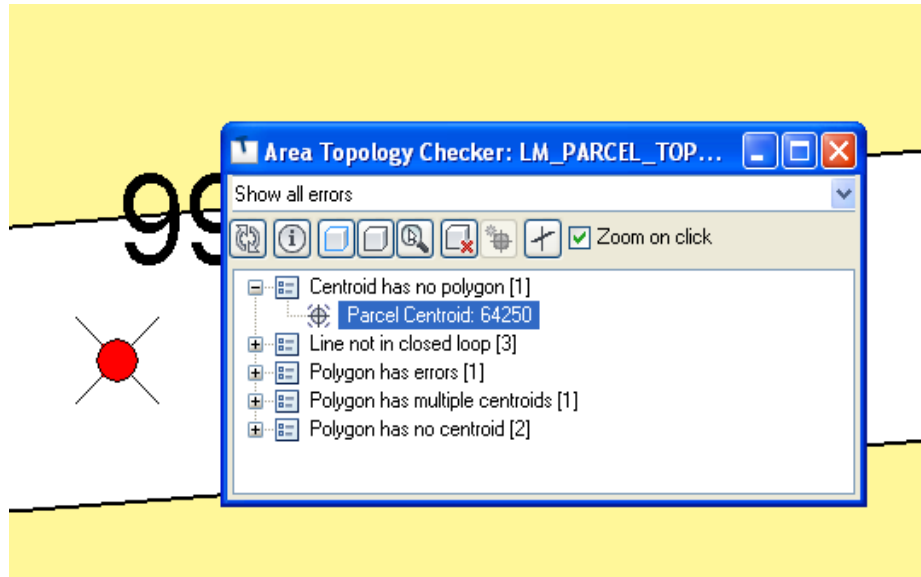 Area Topology Checker: LM_PARCEL_TOP...
Show all errors
Zoom on click
Centroid has no polygon [1]
Parcel Centroid: 64250
Line not in closed loop [3]
Polygon has errors [1]
Polygon has multiple centroids [1]
Polygon has no centroid [2]
99